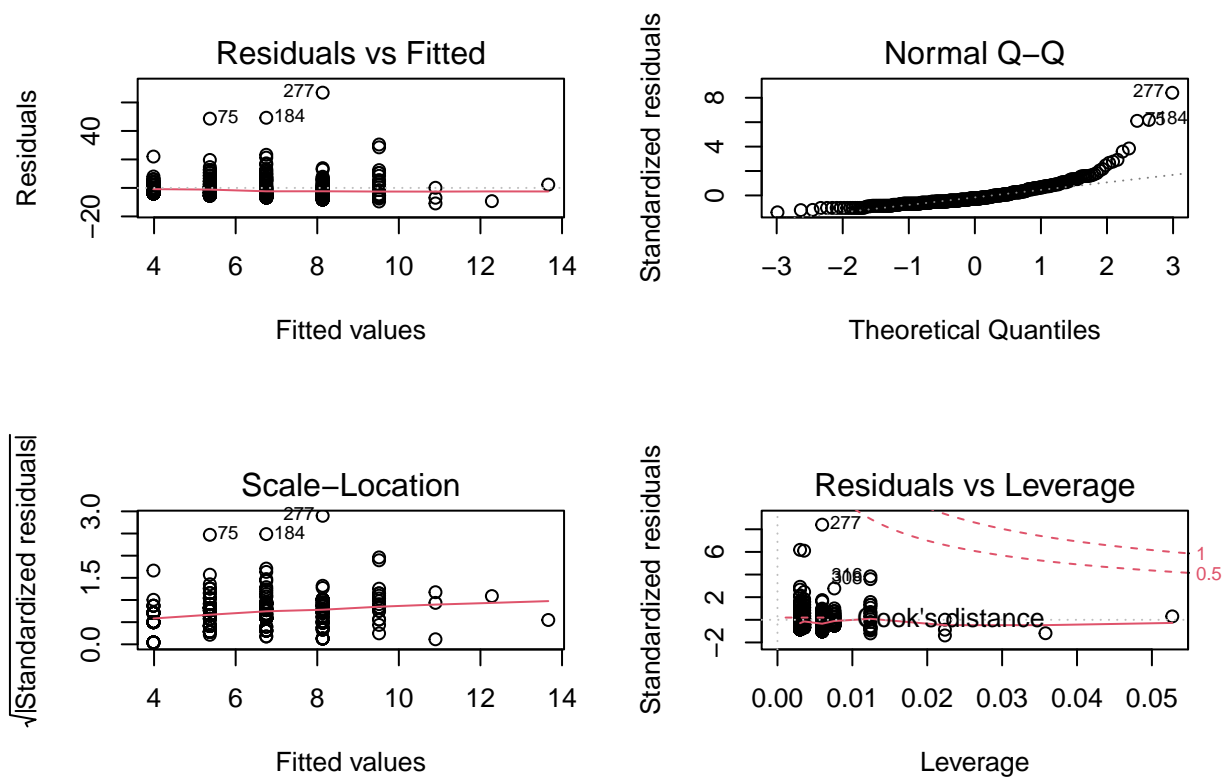 Residuals vs Fitted
Residuals
40
−20
277
75
184
4 6 8 10 12 14
Fitted values
Normal Q−Q
Standardized residuals
8
4
0
277
184
−3 −2 −1 0 1 2 3
Theoretical Quantiles
Scale−Location
√|Standardized residuals|
3.0
1.5
0.0
277
75
184
4 6 8 10 12 14
Fitted values
Residuals vs Leverage
Standardized residuals
6
2
−2
277
316
Cook's distance
1
0.5
0.00 0.01 0.02 0.03 0.04 0.05
Leverage